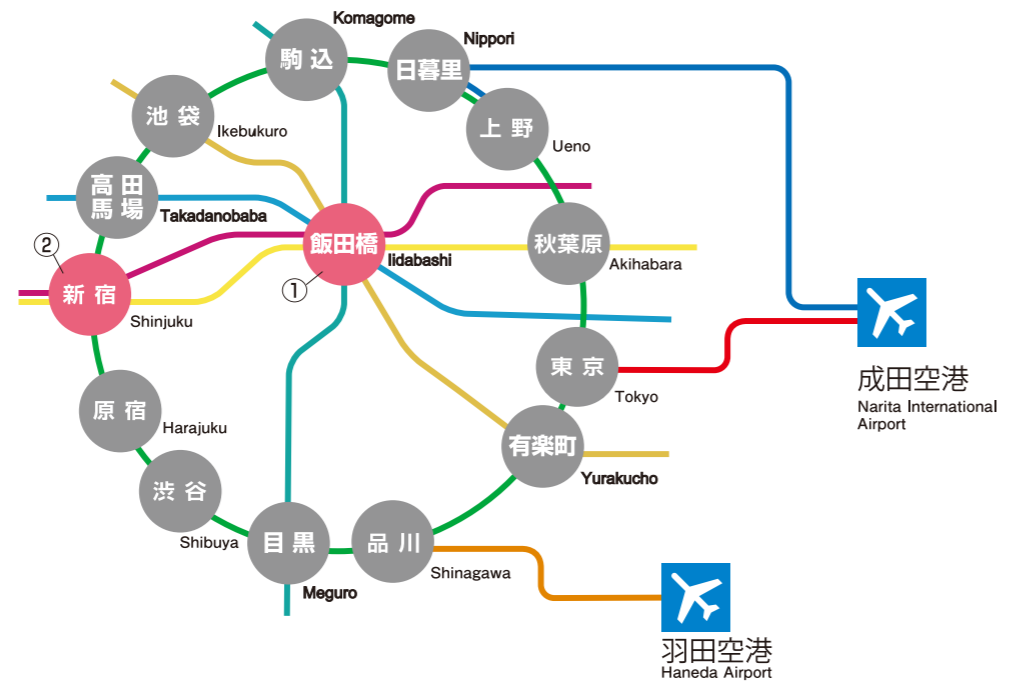 Komagome
駒込
Nippori
日暮里
池袋
Ikebukuro
上野
Ueno
高田
馬場
Takadanobaba
②
飯田橋
Iidabashi
①
秋葉原
Akihabara
新宿
Shinjuku
東京
Tokyo
成田空港
Narita International
Airport
原宿
Harajuku
有楽町
Yurakucho
渋谷
Shibuya
目黒
Meguro
品川
Shinagawa
羽田空港
Haneda Airport